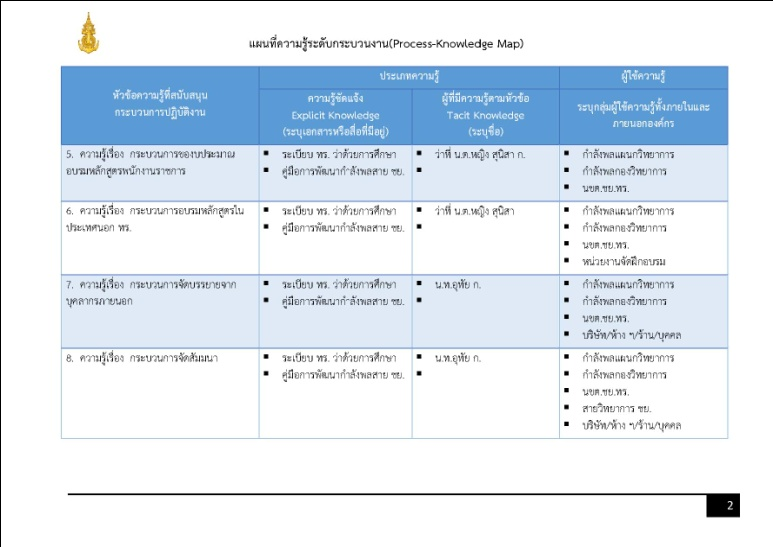 แผนที่ความรู้ระดับกระบวนงาน(Process-Knowledge Map)
หัวข้อความรู้ที่สนับสนุน
กระบวนการปฏิบัติงาน
ประเภทความรู้
ผู้ใช้ความรู้
ความรู้ชัดแจ้ง
Explicit Knowledge
(ระบุเอกสารหรือสื่อที่มีอยู่)
ผู้ที่มีความรู้ตามหัวข้อ
Tacit Knowledge
(ระบุชื่อ)
ระบุกลุ่มผู้ใช้ความรู้ทั้งภายในและ
ภายนอกองค์กร
5. ความรู้เรื่อง กระบวนการของบประมาณ
อบรมหลักสูตรพนักงานราชการ
▪ ระเบียบ ทร. ว่าด้วยการศึกษา
▪ คู่มือการพัฒนากำลังพลสาย ขย.
▪ ว่าที่ น.ต.หญิง สุนิสา ก.
▪
▪ กำลังพลแผนกวิทยาการ
▪ กำลังพลกองวิทยาการ
▪ นขต.ขย.ทร.
6. ความรู้เรื่อง กระบวนการอบรมหลักสูตรใน
ประเทศนอก ทร.
▪ ระเบียบ ทร. ว่าด้วยการศึกษา
▪ คู่มือการพัฒนากำลังพลสาย ขย.
▪ ว่าที่ น.ต.หญิง สุนิสา
▪
▪ กำลังพลแผนกวิทยาการ
▪ กำลังพลกองวิทยาการ
▪ นขต.ขย.ทร.
▪ หน่วยงานจัดฝึกอบรม
7. ความรู้เรื่อง กระบวนการจัดบรรยายจาก
บุคลากรภายนอก
▪ ระเบียบ ทร. ว่าด้วยการศึกษา
▪ คู่มือการพัฒนากำลังพลสาย ขย.
▪ น.ท.อุทัย ก.
▪
▪ กำลังพลแผนกวิทยาการ
▪ กำลังพลกองวิทยาการ
▪ นขต.ขย.ทร.
▪ บริษัท/ห้าง ฯ/ร้าน/บุคคล
8. ความรู้เรื่อง กระบวนการจัดสัมมนา
▪ ระเบียบ ทร. ว่าด้วยการศึกษา
▪ คู่มือการพัฒนากำลังพลสาย ขย.
▪ น.ท.อุทัย ก.
▪
▪ กำลังพลแผนกวิทยาการ
▪ กำลังพลกองวิทยาการ
▪ นขต.ขย.ทร.
▪ สายวิทยาการ ขย.
▪ บริษัท/ห้าง ฯ/ร้าน/บุคคล
2